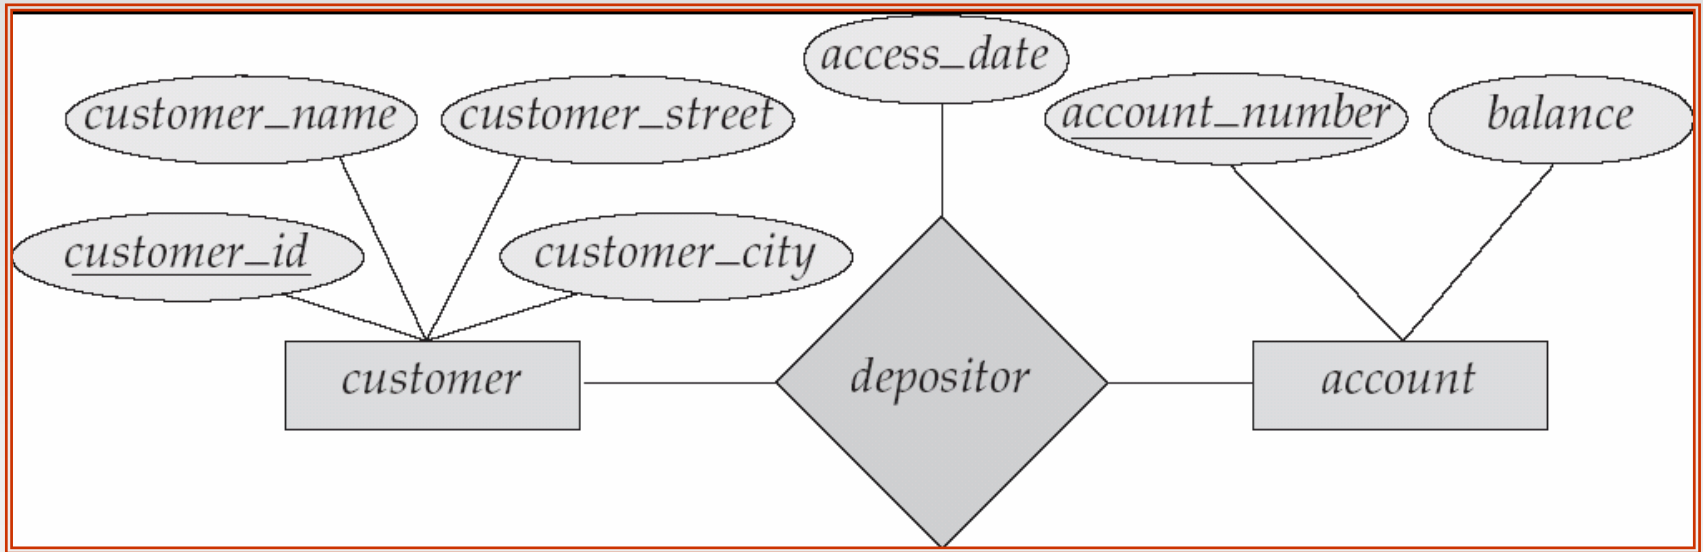 access_date
customer_name
customer_street
account_number
balance
customer_id
customer_city
customer
depositor
account